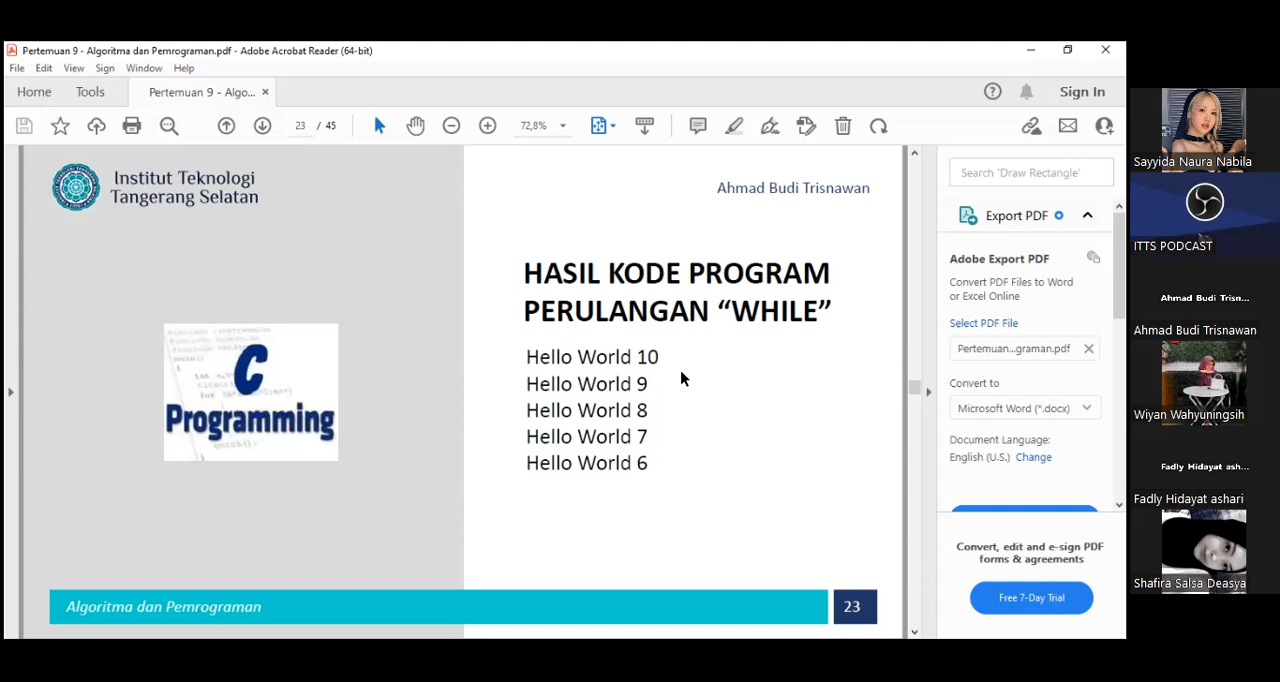 Pertemuan 9 - Algoritma dan Pemrograman.pdf - Adobe Acrobat Reader (64-bit)
File Edit View Sign Window Help
Home Tools Pertemuan 9 - Algo... × Sign In
23 / 45 72,8%
Institut Teknologi
Tangerang Selatan
Ahmad Budi Trisnawan
HASIL KODE PROGRAM
PERULANGAN “WHILE”
Hello World 10
Hello World 9
Hello World 8
Hello World 7
Hello World 6
C
Programming
Algoritma dan Pemrograman
23
Search 'Draw Rectangle'
Export PDF
Adobe Export PDF
Convert PDF Files to Word
or Excel Online
Select PDF File
Pertemuan...graman.pdf
Convert to
Microsoft Word (*.docx)
Document Language:
English (U.S.) Change
Convert, edit and e-sign PDF
forms & agreements
Free 7-Day Trial
Sayyida Naura Nabila
ITTS PODCAST
Ahmad Budi Trisn...
Ahmad Budi Trisnawan
Wiyan Wahyuningsih
Fadly Hidayat ash...
Fadly Hidayat ashari
Shafira Salsa Deasya